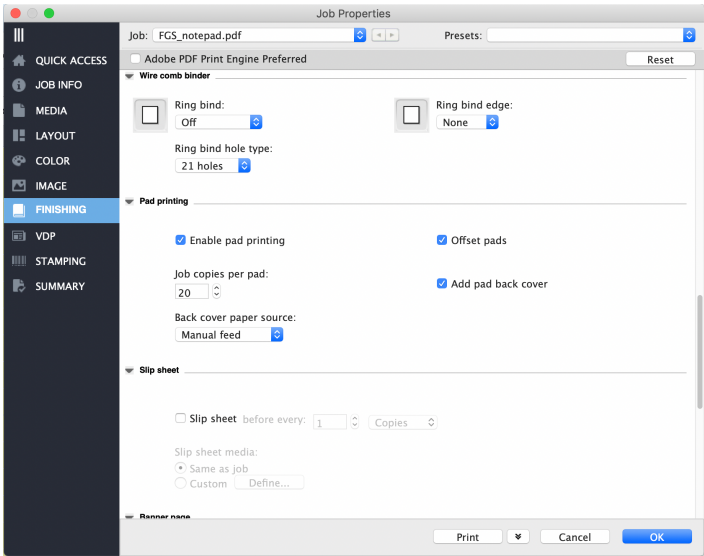 Job Properties
Job: FGS_notepad.pdf Presets:
Adobe PDF Print Engine Preferred Reset
QUICK ACCESS
JOB INFO
MEDIA
LAYOUT
COLOR
IMAGE
FINISHING
VDP
STAMPING
SUMMARY
Wire comb binder
Ring bind: Ring bind edge:
Off None
Ring bind hole type:
21 holes
Pad printing
Enable pad printing Offset pads
Job copies per pad:
20 Add pad back cover
Back cover paper source:
Manual feed
Slip sheet
Slip sheet before every: 1 Copies
Slip sheet media:
Same as job
Custom Define...
Banner page
Print Cancel OK